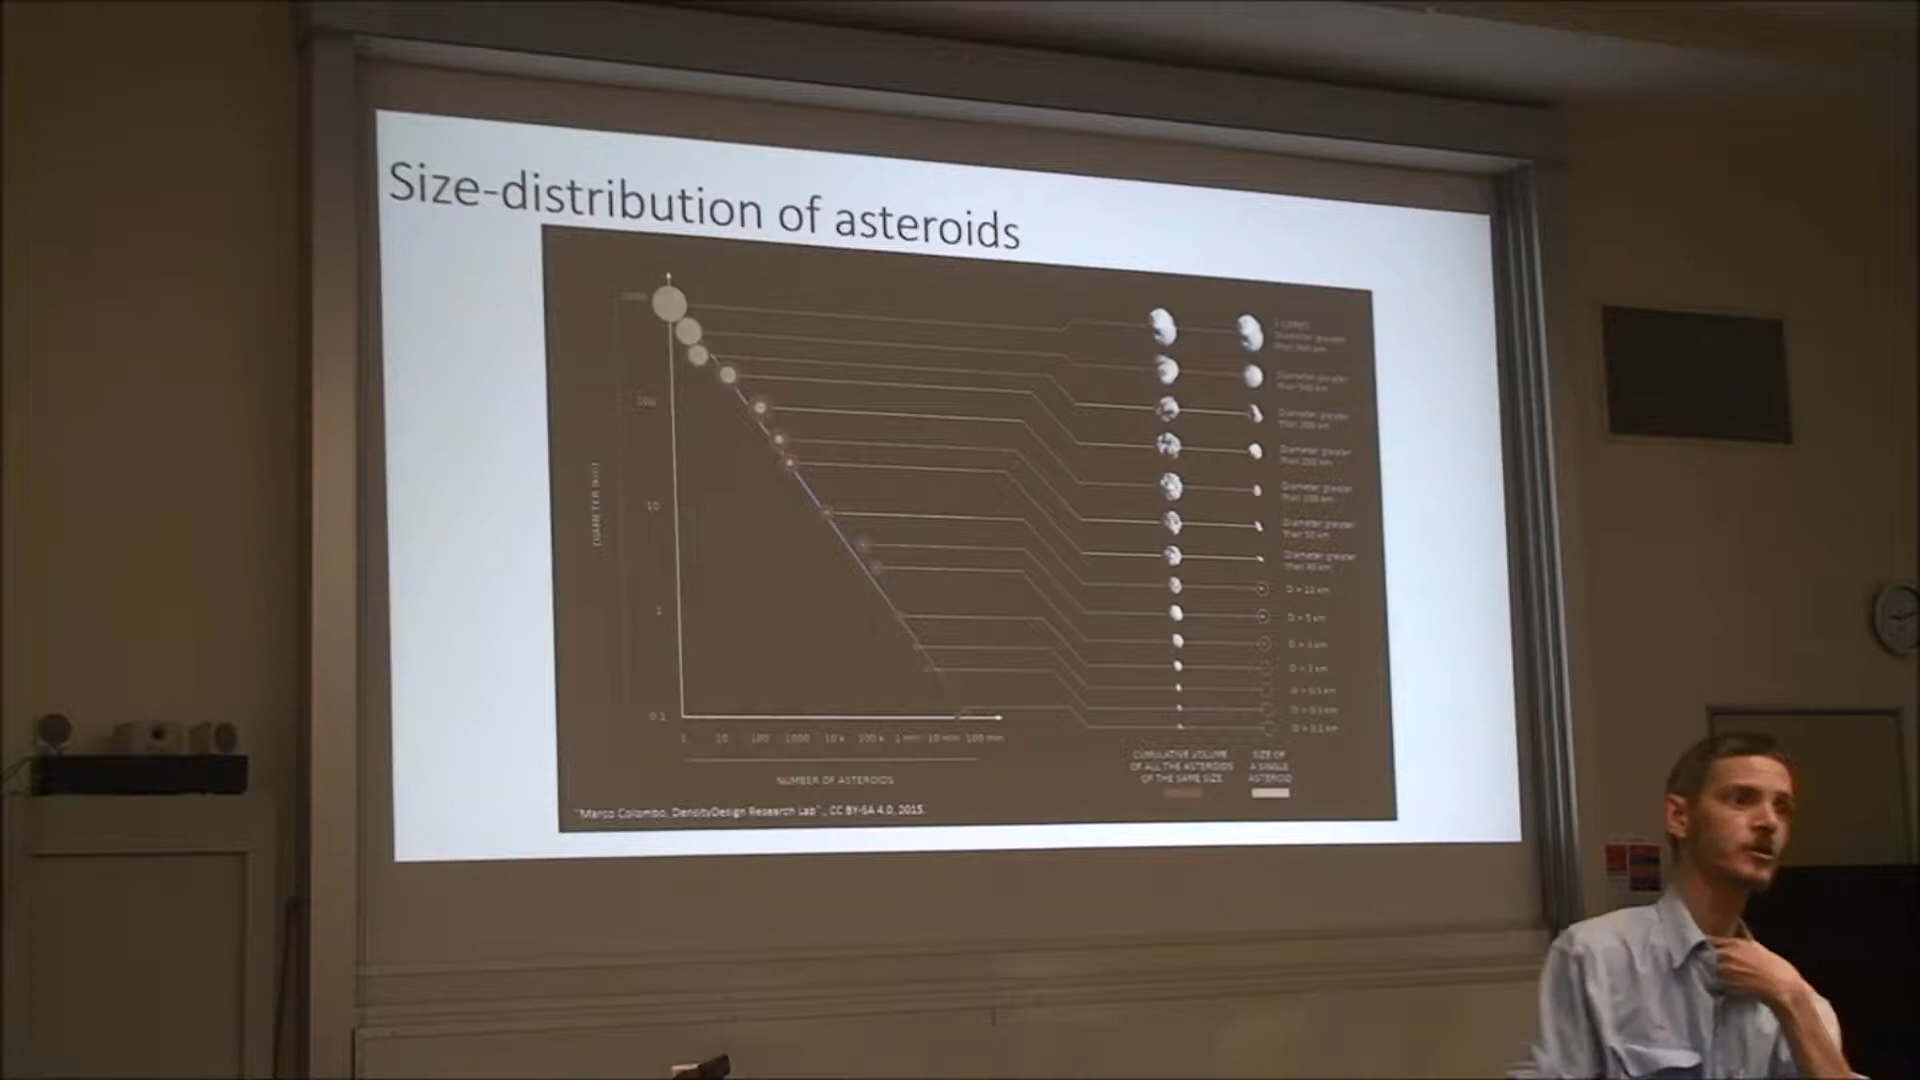 Size-distribution of asteroids
1 CERES
Diameter greater
Diameter greater
than 500 km
Diameter greater
than 300 km
Diameter greater
than 200 km
Diameter greater
than 100 km
Diameter greater
than 50 km
Diameter greater
than 30 km
D > 10 km
D > 5 km
D > 3 km
D > 1 km
D > 0.5 km
D > 0.3 km
D > 0.1 km
100
10
1
0.1
DIAMETER (km)
1 10 100 1000 10 k 100 k 1 mln 10 mln 100 mln
NUMBER OF ASTEROIDS
CUMULATIVE VOLUME
OF ALL THE ASTEROIDS
OF THE SAME SIZE
SIZE OF
A SINGLE
ASTEROID
"Marco Colombo, DensityDesign Research Lab"., CC BY-SA 4.0, 2015.